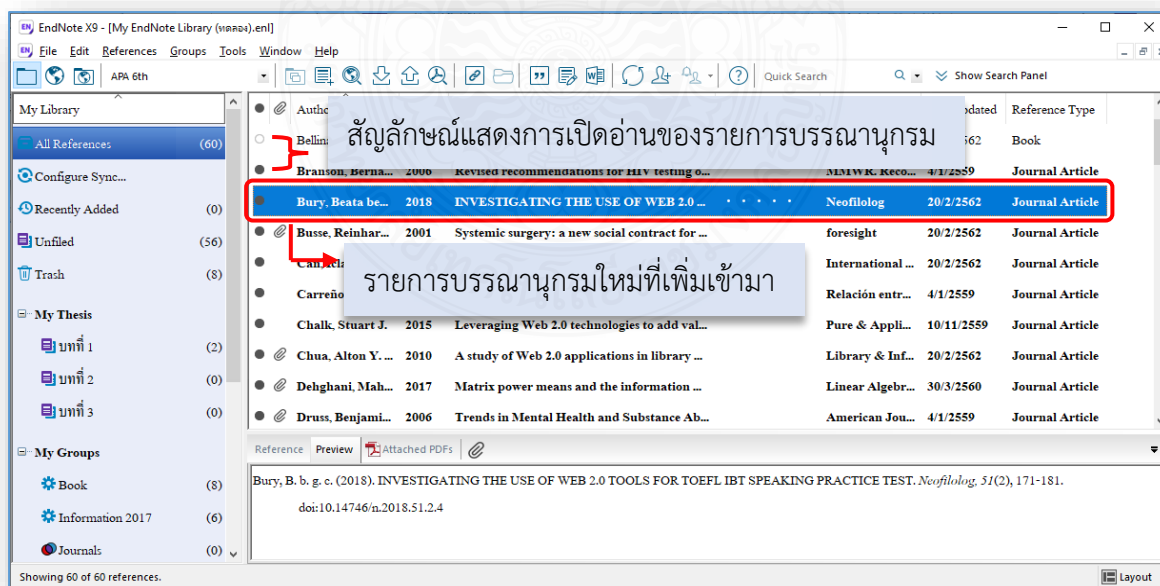 EndNote X9 - [My EndNote Library (ทดลอง).enl]
File Edit References Groups Tools Window Help
APA 6th Quick Search Show Search Panel
My Library
All References (60)
Configure Sync...
Recently Added (0)
Unfiled (56)
Trash (8)
My Thesis
บทที่ 1 (2)
บทที่ 2 (0)
บทที่ 3 (0)
My Groups
Book (8)
Information 2017 (6)
Journals (0)
Reference Type
สัญลักษณ์แสดงการเปิดอ่านของรายการบรรณานุกรม
Book
Branson, Berna... 2006 Revised recommendations for HIV testing o... MMWR. Reco... 4/1/2559 Journal Article
Bury, Beata be... 2018 INVESTIGATING THE USE OF WEB 2.0 ... Neofilolog 20/2/2562 Journal Article
Busse, Reinhar... 2001 Systemic surgery: a new social contract for ... foresight 20/2/2562 Journal Article
International ... 20/2/2562 Journal Article
รายการบรรณานุกรมใหม่ที่เพิ่มเข้ามา
Carreño Relación entr... 4/1/2559 Journal Article
Chalk, Stuart J. 2015 Leveraging Web 2.0 technologies to add val... Pure & Appli... 10/11/2559 Journal Article
Chua, Alton Y. ... 2010 A study of Web 2.0 applications in library ... Library & Inf... 20/2/2562 Journal Article
Dehghani, Mah... 2017 Matrix power means and the information ... Linear Algebr... 30/3/2560 Journal Article
Druss, Benjami... 2006 Trends in Mental Health and Substance Ab... American Jou... 4/1/2559 Journal Article
Reference Preview Attached PDFs
Bury, B. b. g. c. (2018). INVESTIGATING THE USE OF WEB 2.0 TOOLS FOR TOEFL IBT SPEAKING PRACTICE TEST. Neofilolog, 51(2), 171-181.
doi:10.14746/n.2018.51.2.4
Showing 60 of 60 references.
Layout